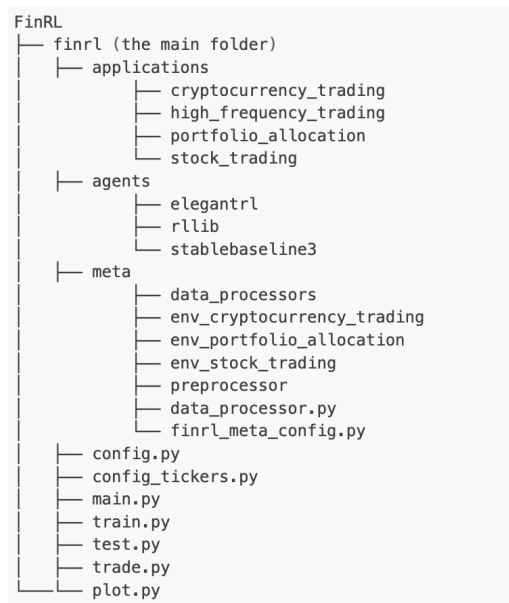 FinRL
├── finrl (the main folder)
│   ├── applications
│   	├── cryptocurrency_trading
│   	├── high_frequency_trading
│   	├── portfolio_allocation
│   	└── stock_trading
│   ├── agents
│   	├── elegantrl
│   	├── rllib
│   	└── stablebaseline3
│   ├── meta
│   	├── data_processors
│   	├── env_cryptocurrency_trading
│   	├── env_portfolio_allocation
│   	├── env_stock_trading
│   	├── preprocessor
│   	├── data_processor.py
│   	└── finrl_meta_config.py
│   ├── config.py
│   ├── config_tickers.py
│   ├── main.py
│   ├── train.py
│   ├── test.py
│   ├── trade.py
└───└── plot.py